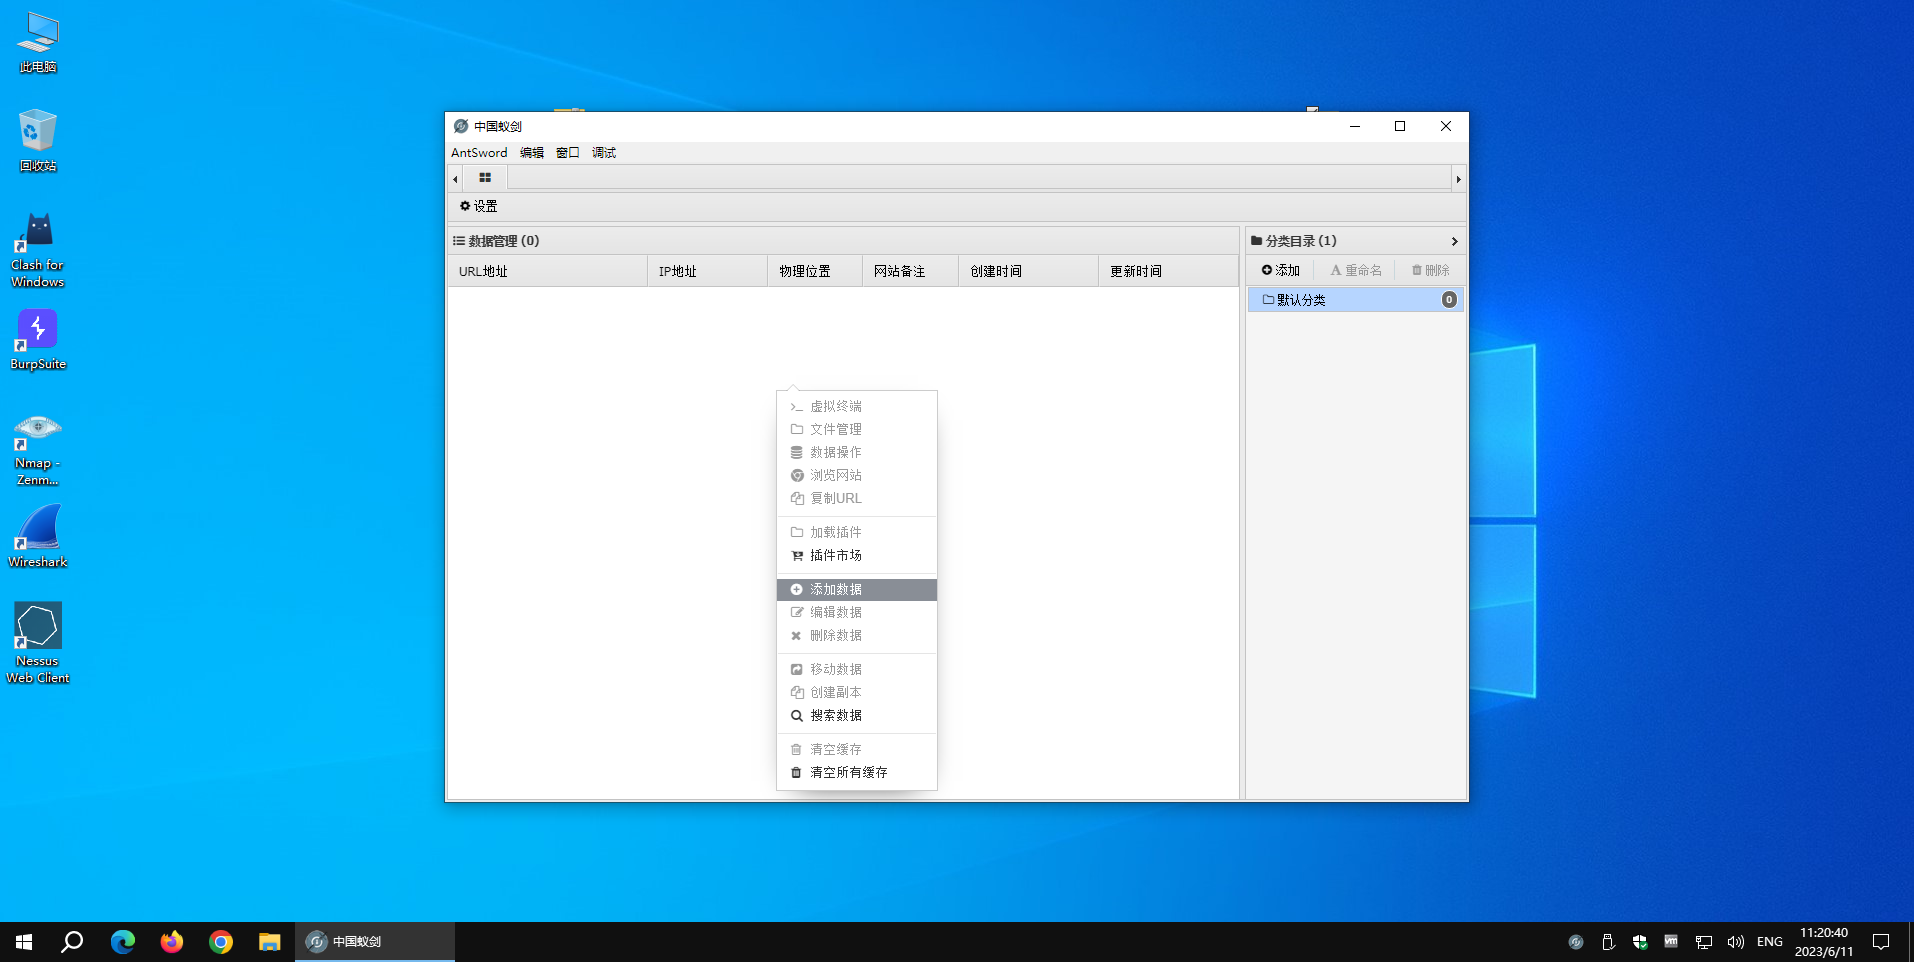 此电脑
回收站
Clash for
Windows
BurpSuite
Nmap -
Zenm...
Wireshark
Nessus
Web Client
中国蚁剑
AntSword 编辑 窗口 调试
设置
数据管理 (0)
URL地址 IP地址 物理位置 网站备注 创建时间 更新时间
分类目录 (1)
添加 重命名 删除
默认分类 0
虚拟终端
文件管理
数据操作
浏览网站
复制URL
加载插件
插件市场
添加数据
编辑数据
删除数据
移动数据
创建副本
搜索数据
清空缓存
清空所有缓存
中国蚁剑
vm
ENG
11:20:40
2023/6/11